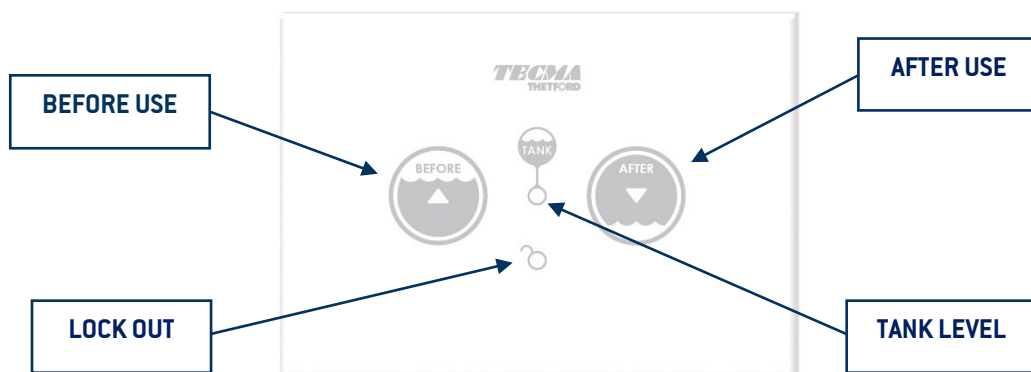 TECMA
THETFORD
AFTER USE
BEFORE USE
TANK
BEFORE
AFTER
LOCK OUT
TANK LEVEL